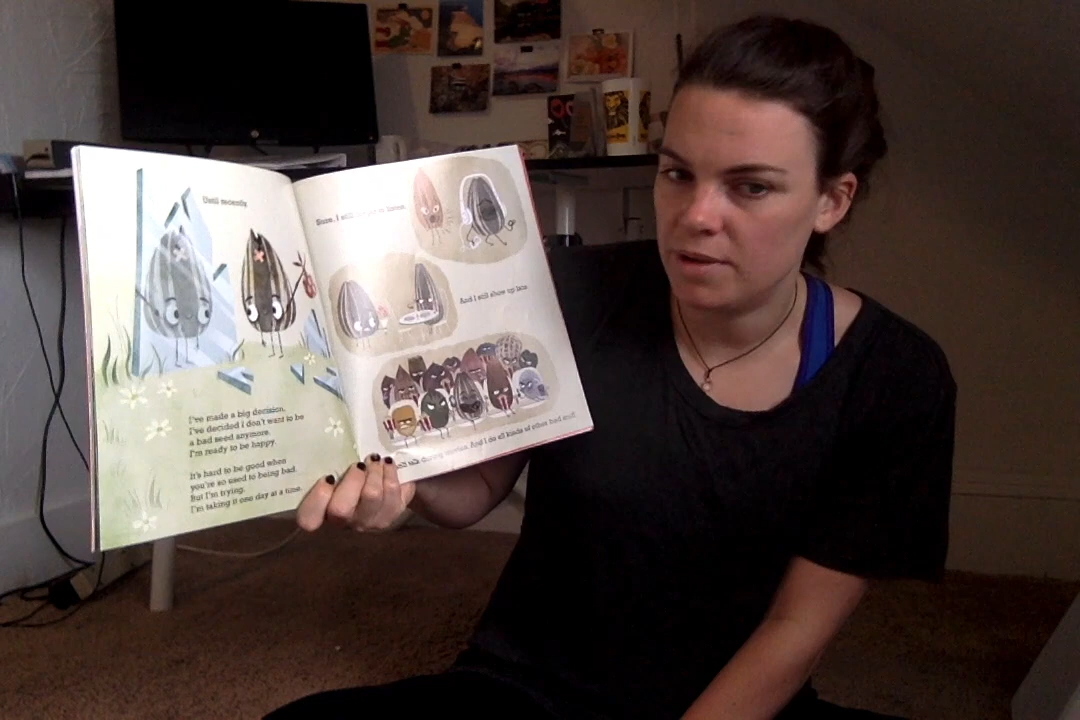 Until recently.
I've made a big decision.
I've decided I don't want to be
a bad seed anymore.
I'm ready to be happy.
It's hard to be good when
you're so used to being bad.
But I'm trying.
I'm taking it one day at a time.
Sure, I still
And I still show up late.
during movies. And I do all kinds of other bad stuff.